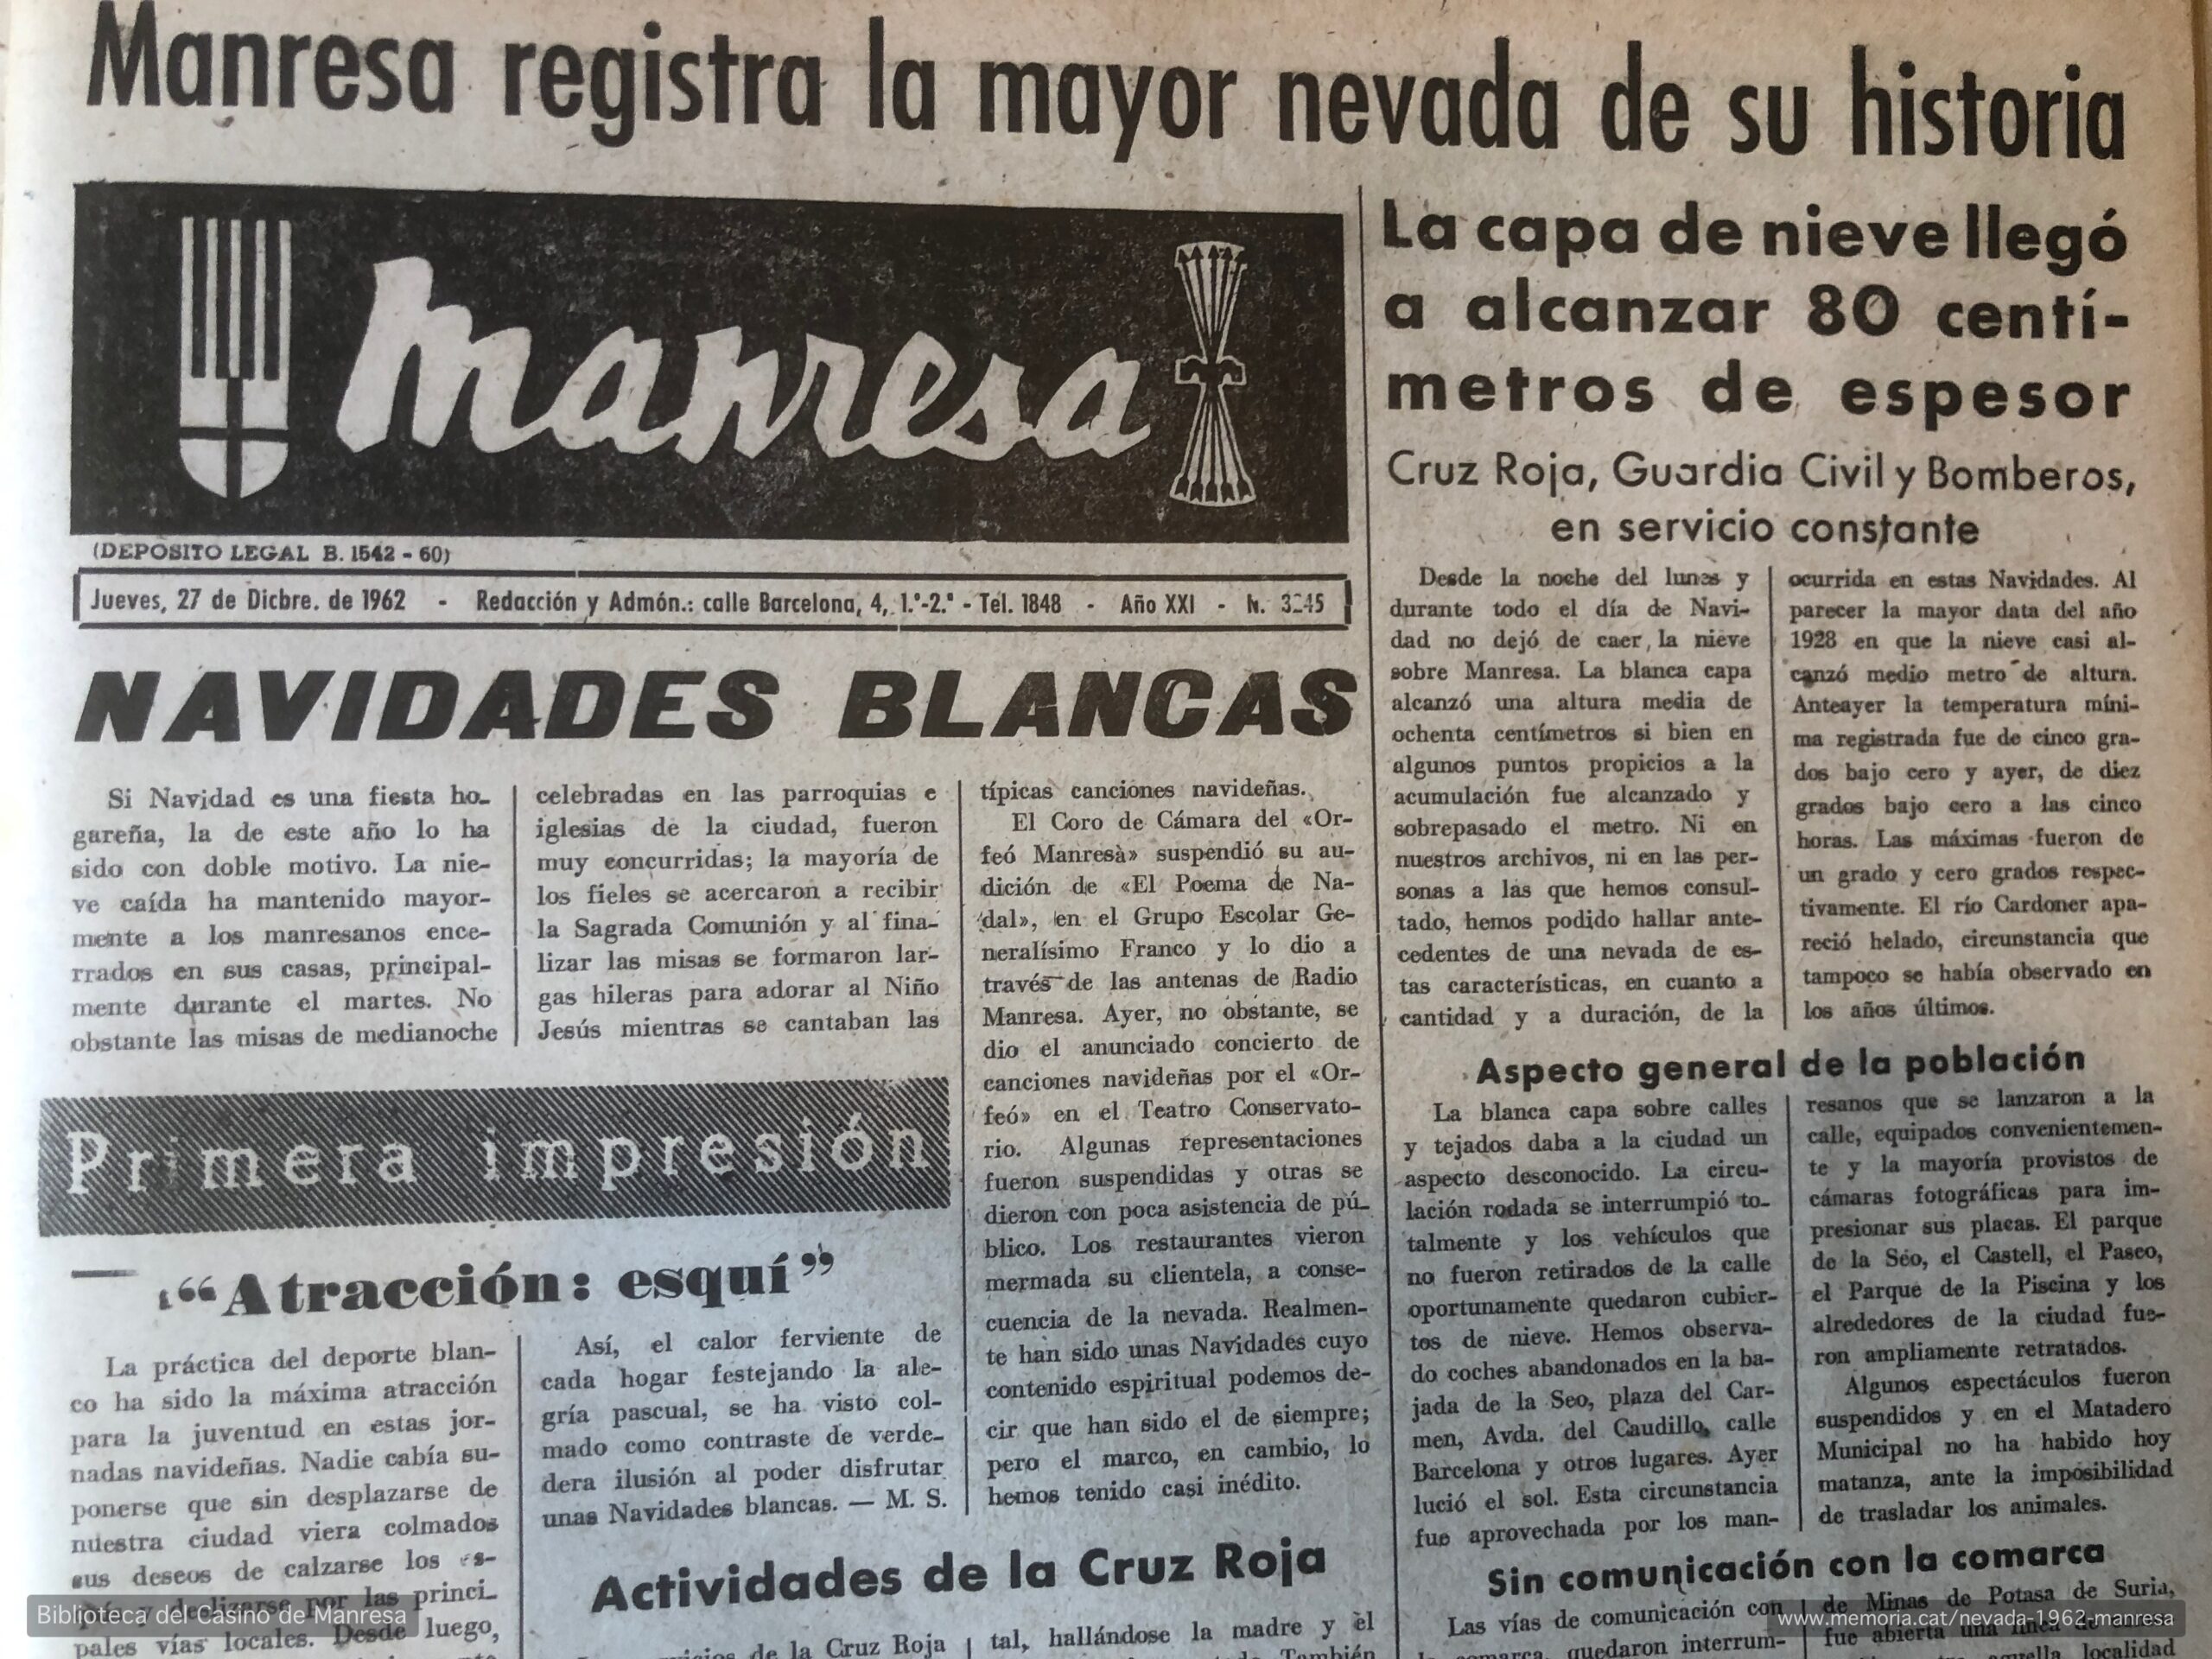 Manresa registra la mayor nevada de su historia
manresa
(DEPOSITO LEGAL B. 1542 - 60)
Jueves, 27 de Dicbre. de 1962 - Redacción y Admón.: calle Barcelona, 4, 1.º-2.ª - Tel. 1848 - Año XXI - N. 3245
La capa de nieve llegó
a alcanzar 80 centí-
metros de espesor
Cruz Roja, Guardia Civil y Bomberos,
en servicio constante
Desde la noche del lunes y
durante todo el día de Navi-
dad no dejó de caer la nieve
sobre Manresa. La blanca capa
alcanzó una altura media de
ochenta centímetros si bien en
algunos puntos propicios a la
acumulación fue alcanzado y
sobrepasado el metro. Ni en
nuestros archivos, ni en las per-
sonas a las que hemos consul-
tado, hemos podido hallar ante-
cedentes de una nevada de es-
tas características, en cuanto a
cantidad y a duración, de la
ocurrida en estas Navidades. Al
parecer la mayor data del año
1928 en que la nieve casi al-
canzó medio metro de altura.
Anteayer la temperatura míni-
ma registrada fue de cinco gra-
dos bajo cero y ayer, de diez
grados bajo cero a las cinco
horas. Las máximas fueron de
un grado y cero grados respec-
tivamente. El río Cardoner apa-
reció helado, circunstancia que
tampoco se había observado en
los años últimos.
NAVIDADES BLANCAS
Si Navidad es una fiesta ho-
gareña, la de este año lo ha
sido con doble motivo. La nie-
ve caída ha mantenido mayor-
mente a los manresanos ence-
rrados en sus casas, principal-
mente durante el martes. No
obstante las misas de medianoche
celebradas en las parroquias e
iglesias de la ciudad, fueron
muy concurridas; la mayoría de
los fieles se acercaron a recibir
la Sagrada Comunión y al fina-
lizar las misas se formaron lar-
gas hileras para adorar al Niño
Jesús mientras se cantaban las
típicas canciones navideñas.
El Coro de Cámara del «Or-
feó Manresà» suspendió su au-
dición de «El Poema de Na-
dal», en el Grupo Escolar Ge-
neralísimo Franco y lo dio a
través de las antenas de Radio
Manresa. Ayer, no obstante, se
dio el anunciado concierto de
canciones navideñas por el «Or-
feó» en el Teatro Conservato-
rio. Algunas representaciones
fueron suspendidas y otras se
dieron con poca asistencia de pú-
blico. Los restaurantes vieron
mermada su clientela, a conse-
cuencia de la nevada. Realmen-
te han sido unas Navidades cuyo
contenido espiritual podemos de-
cir que han sido el de siempre;
pero el marco, en cambio, lo
hemos tenido casi inédito.
Primera impresión
“Atracción: esquí”
La práctica del deporte blan-
co ha sido la máxima atracción
para la juventud en estas jor-
nadas navideñas. Nadie cabía su-
ponerse que sin desplazarse de
nuestra ciudad viera colmados
sus deseos de calzarse los es-
quís y deslizarse por las princi-
pales vías locales. Desde luego,
Así, el calor ferviente de
cada hogar festejando la ale-
gría pascual, se ha visto col-
mado como contraste de verde-
dera ilusión al poder disfrutar
unas Navidades blancas. — M. S.
Actividades de la Cruz Roja
de la Cruz Roja
tal, hallándose la madre y el
También
Aspecto general de la población
La blanca capa sobre calles
y tejados daba a la ciudad un
aspecto desconocido. La circu-
lación rodada se interrumpió to-
talmente y los vehículos que
no fueron retirados de la calle
oportunamente quedaron cubier-
tos de nieve. Hemos observa-
do coches abandonados en la ba-
jada de la Seo, plaza del Car-
men, Avda. del Caudillo, calle
Barcelona y otros lugares. Ayer
lució el sol. Esta circunstancia
fue aprovechada por los man-
resanos que se lanzaron a la
calle, equipados convenientemen-
te y la mayoría provistos de
cámaras fotográficas para im-
presionar sus placas. El parque
de la Seo, el Castell, el Paseo,
el Parque de la Piscina y los
alrededores de la ciudad fue-
ron ampliamente retratados.
Algunos espectáculos fueron
suspendidos y en el Matadero
Municipal no ha habido hoy
matanza, ante la imposibilidad
de trasladar los animales.
Sin comunicación con la comarca
Las vías de comunicación con
quedaron interrum-
de Minas de Potasa de Suria,
fue abierta una línea de
localidad
Biblioteca del Casino de Manresa
www.memoria.cat/nevada-1962-manresa